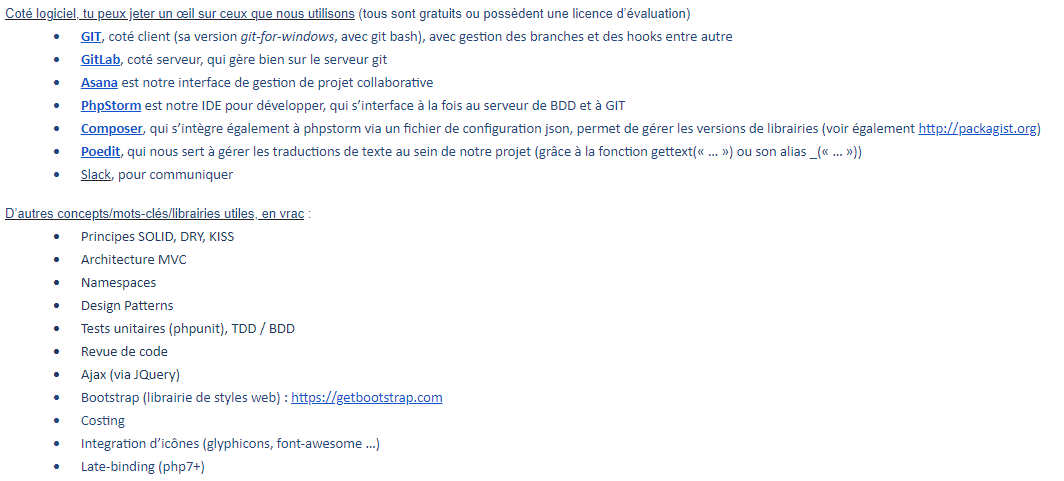 Coté logiciel, tu peux jeter un œil sur ceux que nous utilisons (tous sont gratuits ou possèdent une licence d'évaluation)
• GIT, coté client (sa version git-for-windows, avec git bash), avec gestion des branches et des hooks entre autre
• GitLab, coté serveur, qui gère bien sur le serveur git
• Asana est notre interface de gestion de projet collaborative
• PhpStorm est notre IDE pour développer, qui s'interface à la fois au serveur de BDD et à GIT
• Composer, qui s'intègre également à phpstorm via un fichier de configuration json, permet de gérer les versions de librairies (voir également http://packagist.org)
• Poedit, qui nous sert à gérer les traductions de texte au sein de notre projet (grâce à la fonction gettext(« … ») ou son alias _(« … »))
• Slack, pour communiquer
D'autres concepts/mots-clés/librairies utiles, en vrac :
• Principes SOLID, DRY, KISS
• Architecture MVC
• Namespaces
• Design Patterns
• Tests unitaires (phpunit), TDD / BDD
• Revue de code
• Ajax (via JQuery)
• Bootstrap (librairie de styles web) : https://getbootstrap.com
• Costing
• Integration d'icônes (glyphicons, font-awesome …)
• Late-binding (php7+)